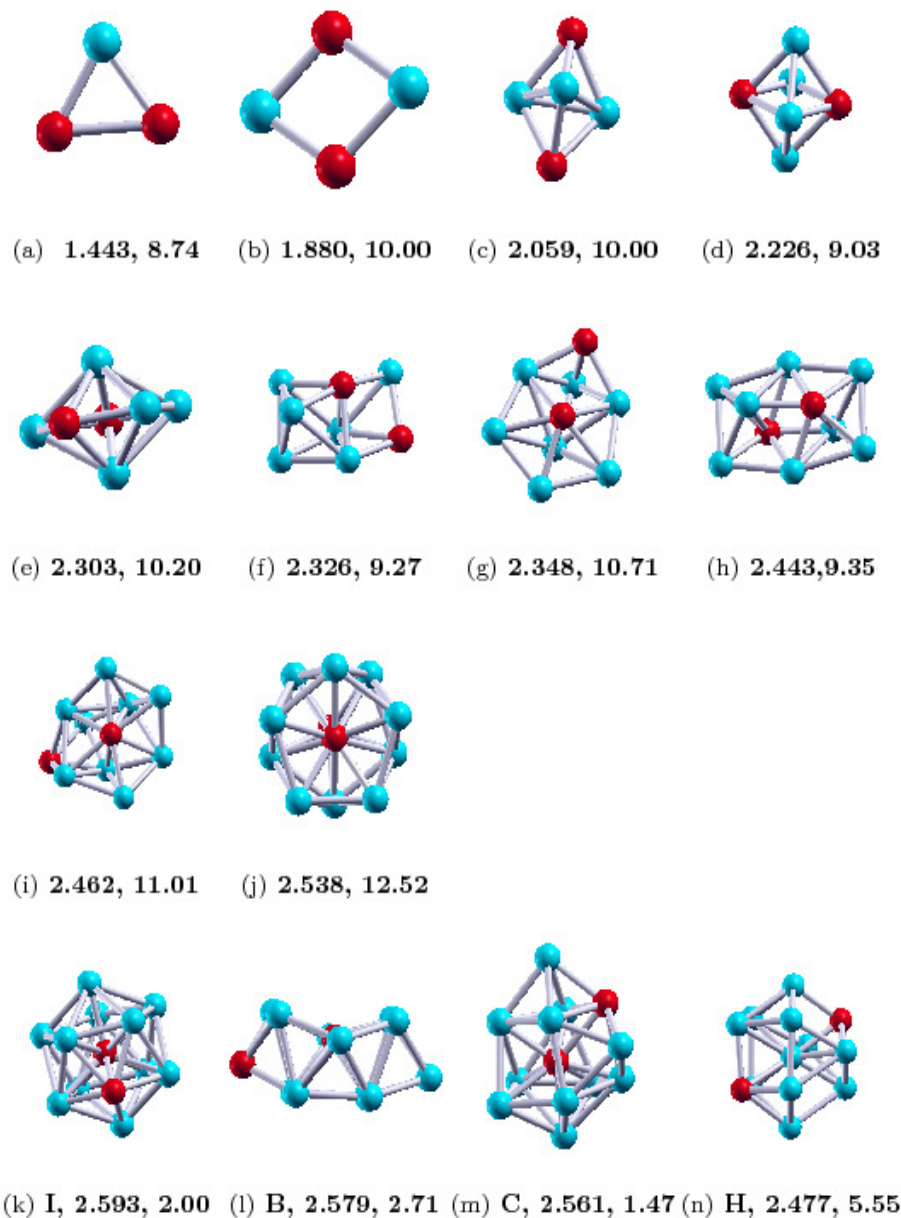 (a) 1.443, 8.74 (b) 1.880, 10.00 (c) 2.059, 10.00 (d) 2.226, 9.03
(e) 2.303, 10.20 (f) 2.326, 9.27 (g) 2.348, 10.71 (h) 2.443,9.35
(i) 2.462, 11.01 (j) 2.538, 12.52
(k) I, 2.593, 2.00 (l) B, 2.579, 2.71 (m) C, 2.561, 1.47 (n) H, 2.477, 5.55